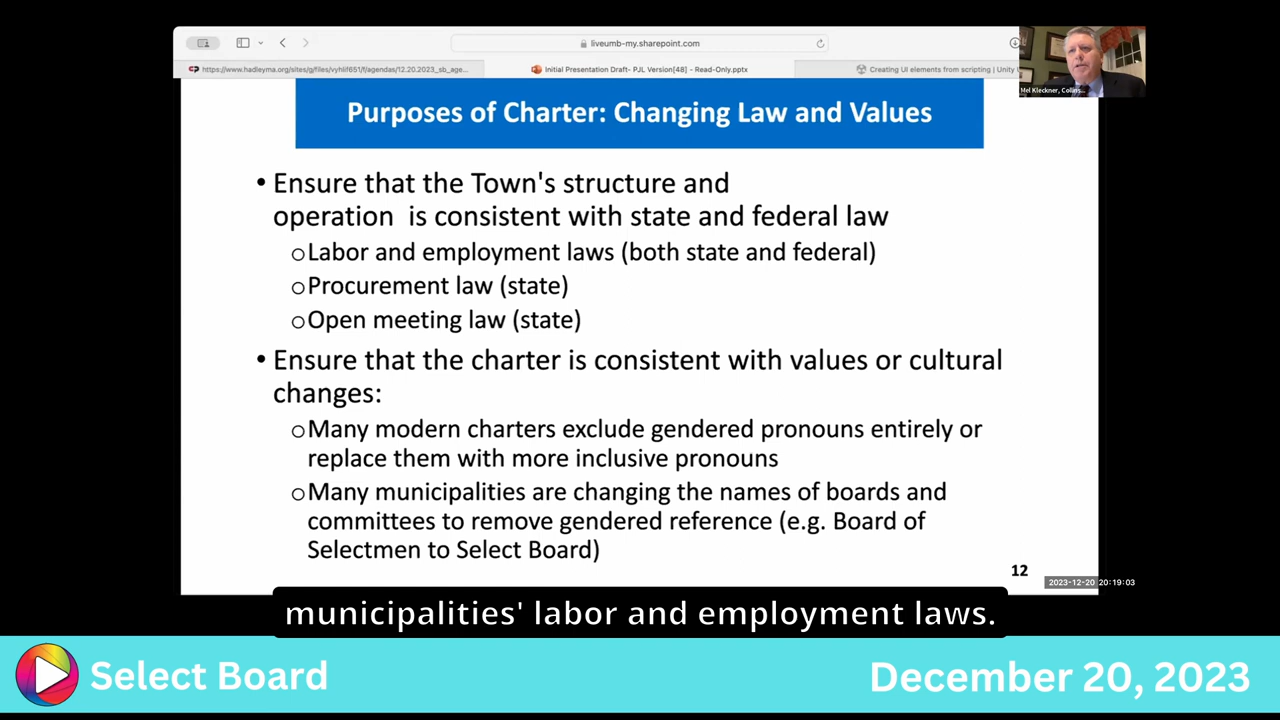 liveumb-my.sharepoint.com
https://www.hadleyma.org/sites/g/files/vyhlif651/f/agendas/12.20.2023_sb_age...
Initial Presentation Draft- PJL Version[48] - Read-Only.pptx
Creating UI elements from scripting | Unity
Mel Kleckner, Collins...
Purposes of Charter: Changing Law and Values
• Ensure that the Town's structure and
operation is consistent with state and federal law
○Labor and employment laws (both state and federal)
○Procurement law (state)
○Open meeting law (state)
• Ensure that the charter is consistent with values or cultural
changes:
○Many modern charters exclude gendered pronouns entirely or
replace them with more inclusive pronouns
○Many municipalities are changing the names of boards and
committees to remove gendered reference (e.g. Board of
Selectmen to Select Board)
12
2023-12-20 20:19:03
municipalities' labor and employment laws.
Select Board
December 20, 2023